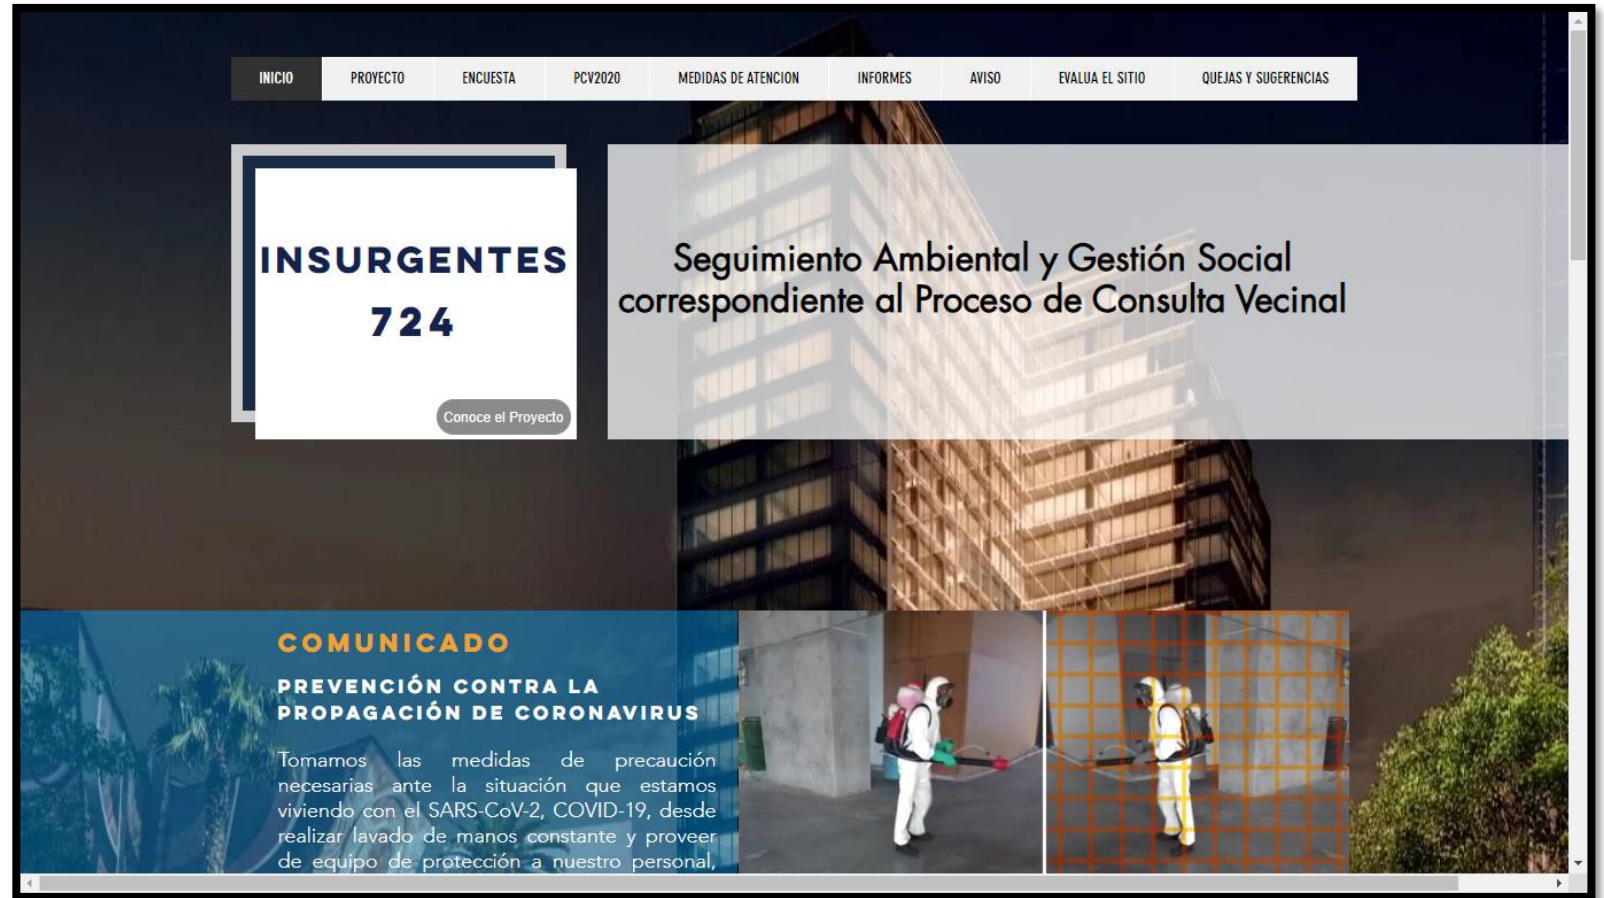 INICIO PROYECTO ENCUESTA PCV2020 MEDIDAS DE ATENCION INFORMES AVISO EVALUA EL SITIO QUEJAS Y SUGERENCIAS
INSURGENTES
724
Conoce el Proyecto
Seguimiento Ambiental y Gestión Social
correspondiente al Proceso de Consulta Vecinal
COMUNICADO
PREVENCIÓN CONTRA LA
PROPAGACIÓN DE CORONAVIRUS
Tomamos las medidas de precaución
necesarias ante la situación que estamos
viviendo con el SARS-CoV-2, COVID-19, desde
realizar lavado de manos constante y proveer
de equipo de protección a nuestro personal,